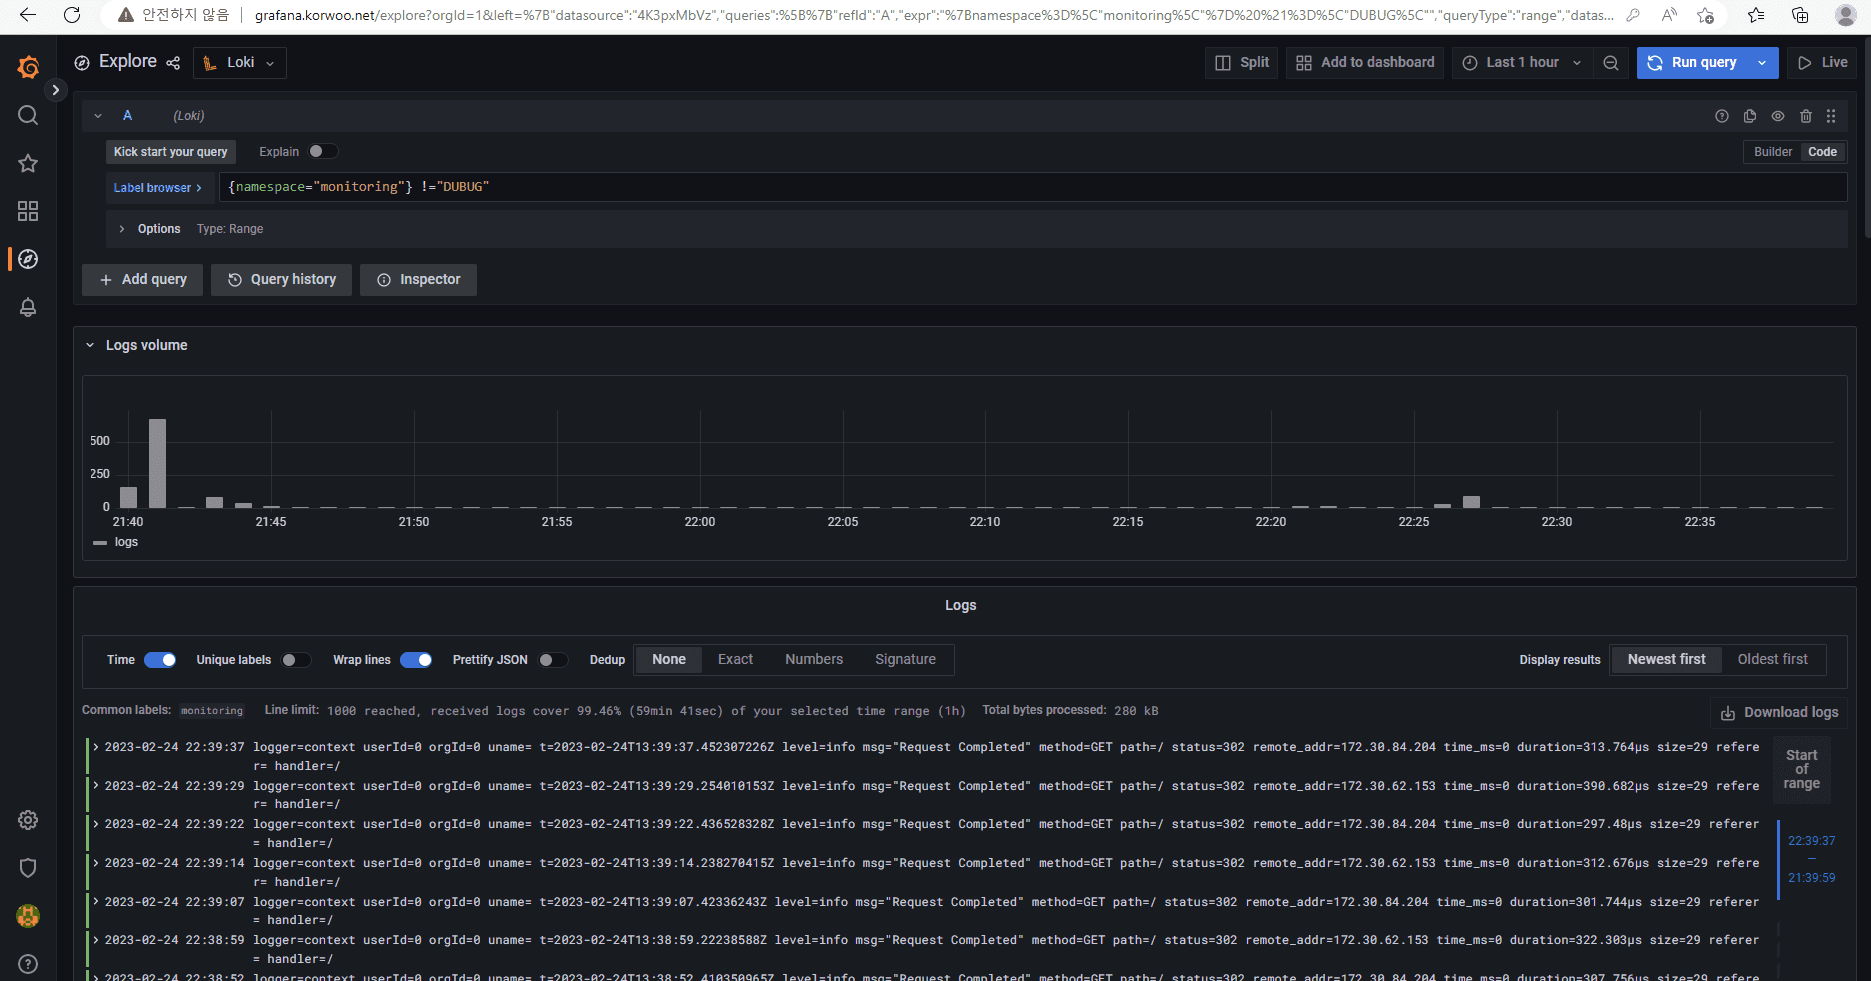 안전하지 않음 grafana.korwoo.net/explore?orgId=1&left=%7B"datasource":"4K3pxMbVz","queries":%5B%7B"refId":"A","expr":"%7Bnamespace%3D%5C"monitoring%5C"%7D%20%21%3D%5C"DUBUG%5C"","queryType":"range","datas...
Explore Loki Split Add to dashboard Last 1 hour Run query Live
A (Loki)
Kick start your query Explain Builder Code
Label browser > {namespace="monitoring"} !="DUBUG"
> Options Type: Range
+ Add query Query history Inspector
Logs volume
500
250
0
21:40 21:45 21:50 21:55 22:00 22:05 22:10 22:15 22:20 22:25 22:30 22:35
logs
Logs
Time Unique labels Wrap lines Prettify JSON Dedup None Exact Numbers Signature Display results Newest first Oldest first
Common labels: monitoring Line limit: 1000 reached, received logs cover 99.46% (59min 41sec) of your selected time range (1h) Total bytes processed: 280 kB Download logs
> 2023-02-24 22:39:37 logger=context userId=0 orgId=0 uname= t=2023-02-24T13:39:37.452307226Z level=info msg="Request Completed" method=GET path=/ status=302 remote_addr=172.30.84.204 time_ms=0 duration=313.764µs size=29 refere
r= handler=/
> 2023-02-24 22:39:29 logger=context userId=0 orgId=0 uname= t=2023-02-24T13:39:29.254010153Z level=info msg="Request Completed" method=GET path=/ status=302 remote_addr=172.30.62.153 time_ms=0 duration=390.682µs size=29 refere
r= handler=/
> 2023-02-24 22:39:22 logger=context userId=0 orgId=0 uname= t=2023-02-24T13:39:22.436528328Z level=info msg="Request Completed" method=GET path=/ status=302 remote_addr=172.30.84.204 time_ms=0 duration=297.48µs size=29 referer
= handler=/
> 2023-02-24 22:39:14 logger=context userId=0 orgId=0 uname= t=2023-02-24T13:39:14.238270415Z level=info msg="Request Completed" method=GET path=/ status=302 remote_addr=172.30.62.153 time_ms=0 duration=312.676µs size=29 refere
r= handler=/
> 2023-02-24 22:39:07 logger=context userId=0 orgId=0 uname= t=2023-02-24T13:39:07.42336243Z level=info msg="Request Completed" method=GET path=/ status=302 remote_addr=172.30.84.204 time_ms=0 duration=301.744µs size=29 referer
= handler=/
> 2023-02-24 22:38:59 logger=context userId=0 orgId=0 uname= t=2023-02-24T13:38:59.22238588Z level=info msg="Request Completed" method=GET path=/ status=302 remote_addr=172.30.62.153 time_ms=0 duration=322.303µs size=29 referer
= handler=/
> 2023-02-24 22:38:52 logger=context userId=0 orgId=0 uname= t=2023-02-24T13:38:52.410350965Z level=info msg="Request Completed" method=GET path=/ status=302 remote_addr=172.30.84.204 time_ms=0 duration=307.756µs size=29 refere
Start
of
range
22:39:37
—
21:39:59